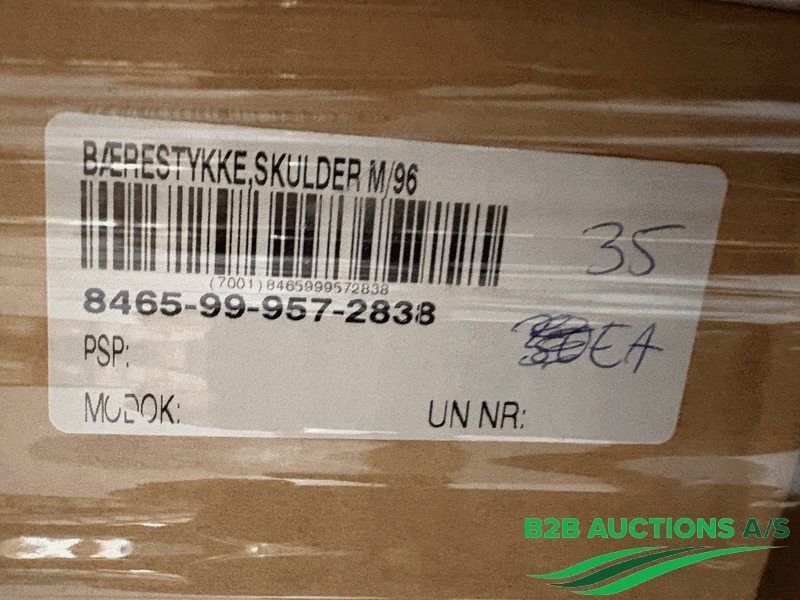 BÆRESTYKKE,SKULDER M/96
35
(7001)8465999572838
8465-99-957-2838
EA
PSP:
MODOK:
UN NR:
B2B AUCTIONS A/S